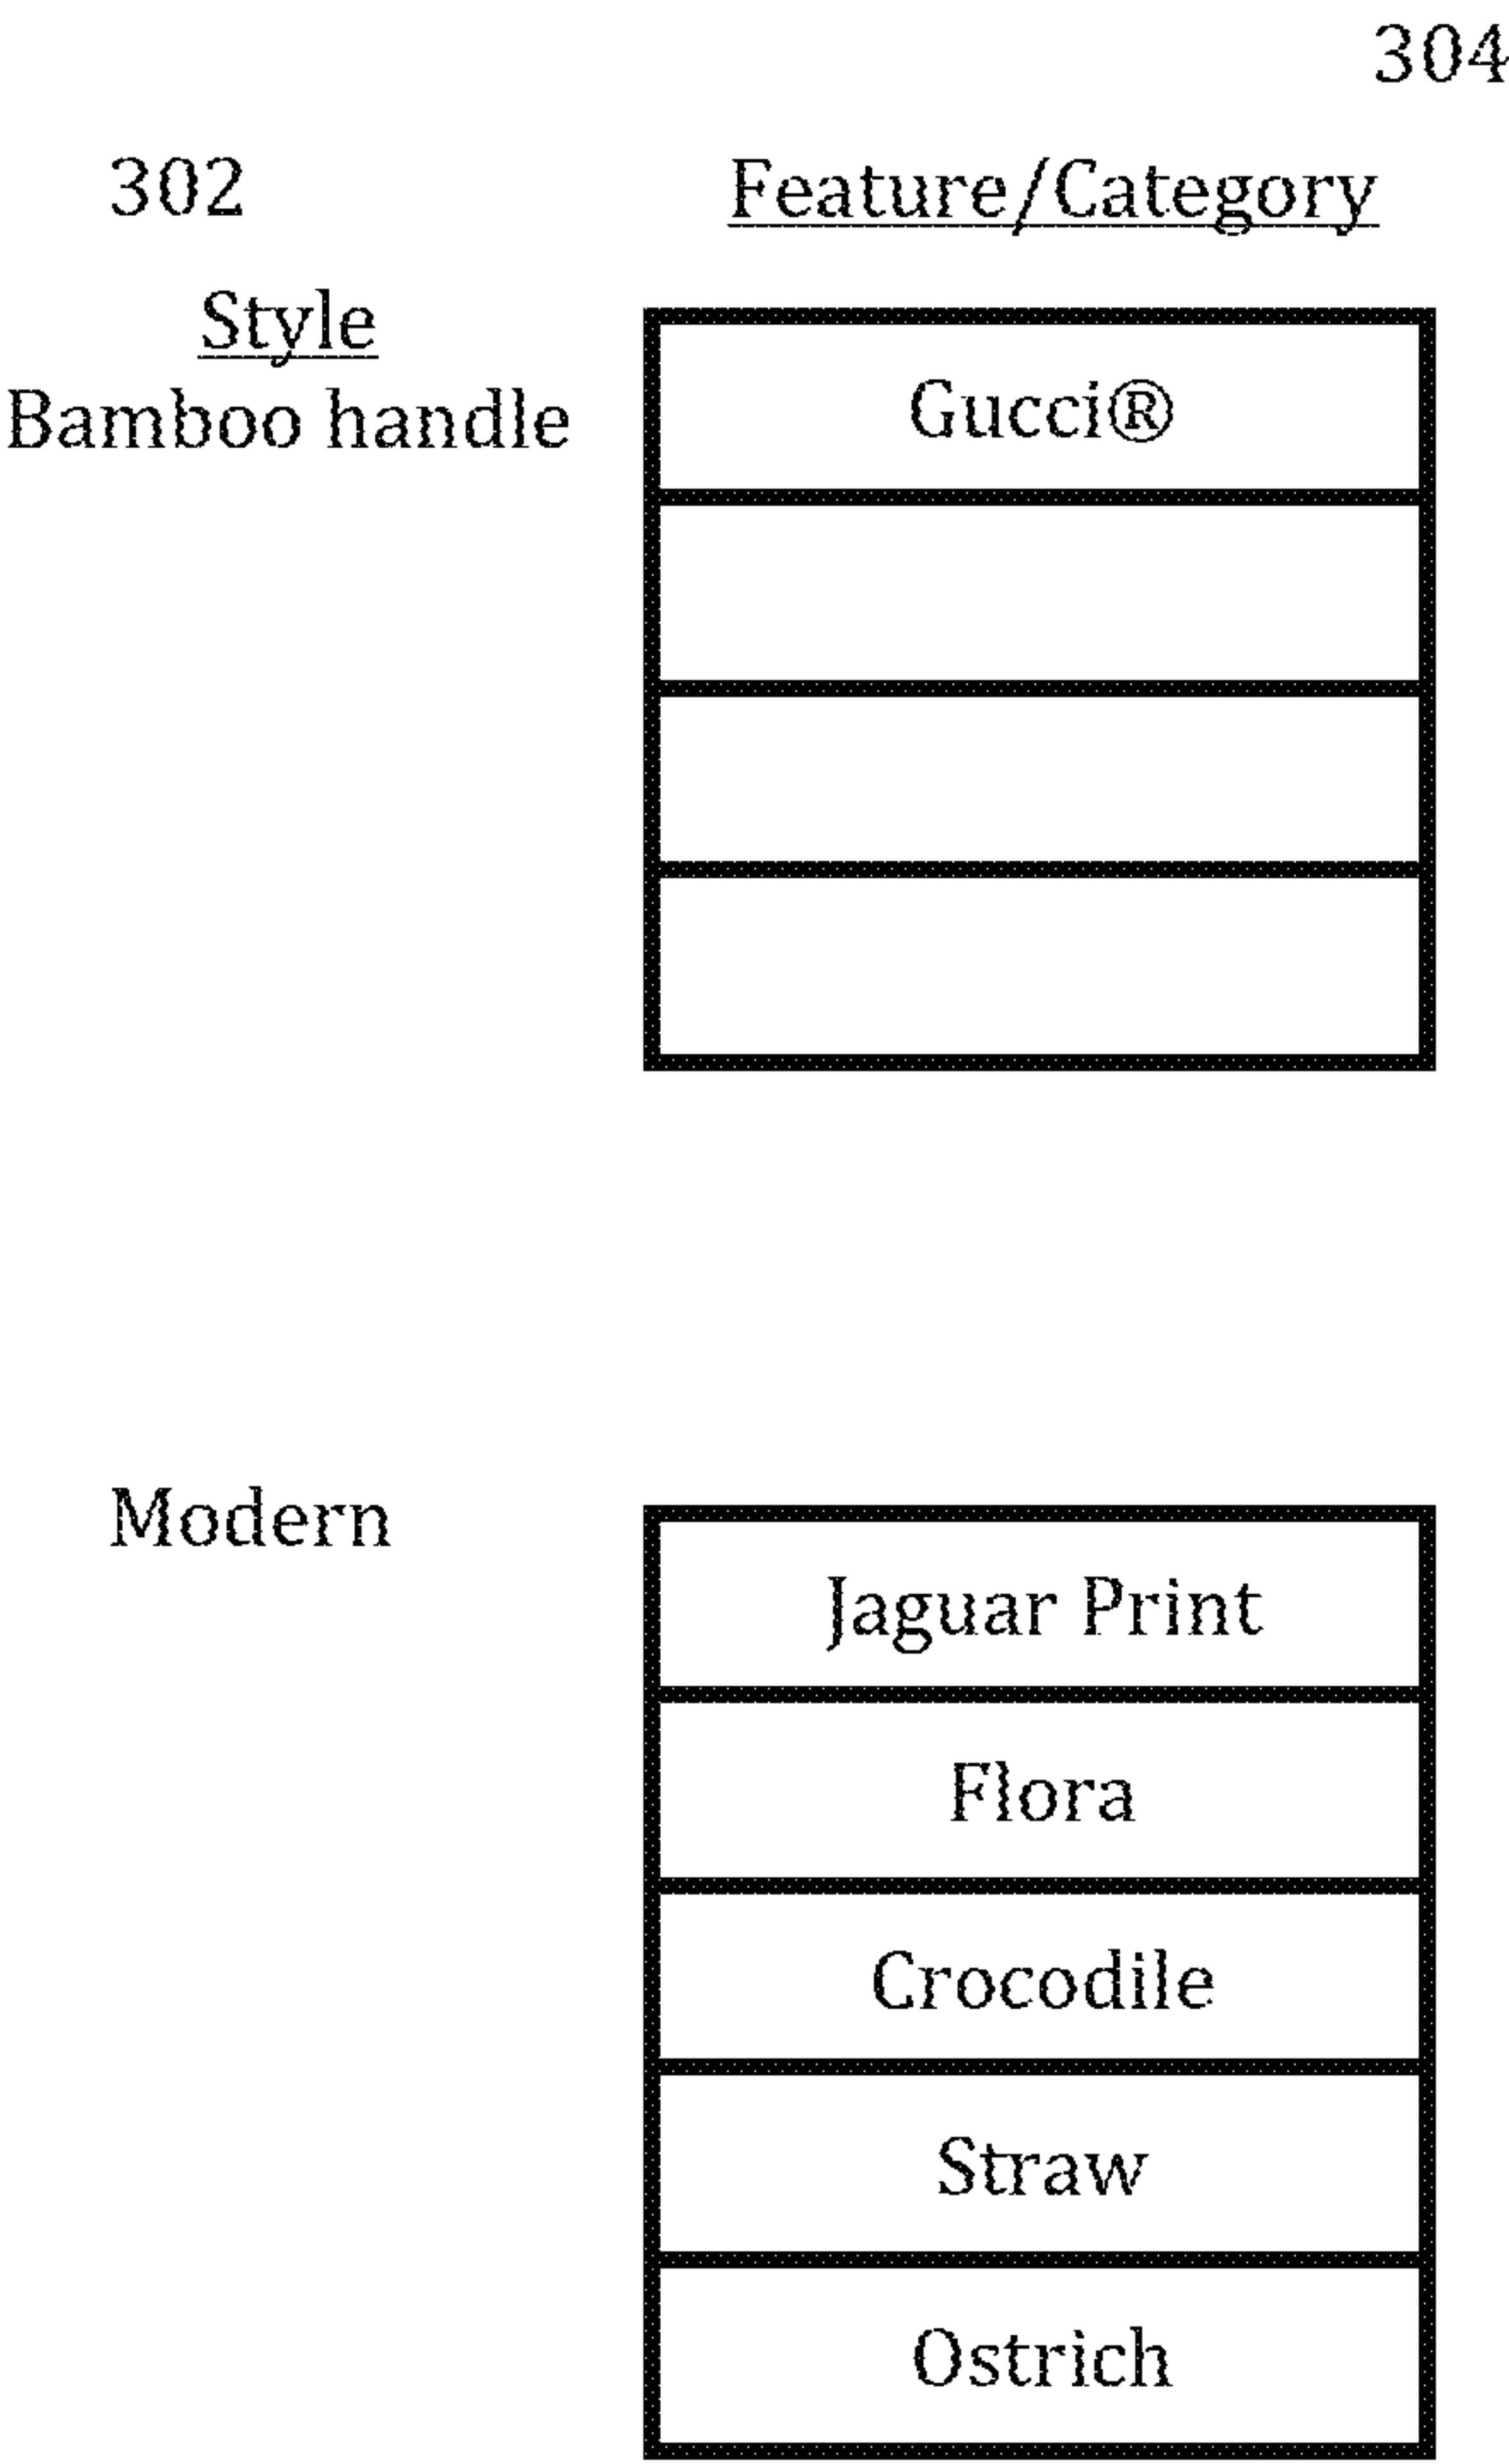 304
302
Feature/Category
Style
Bamboo handle
Gucci®
Modern
Jaguar Print
Flora
Crocodile
Straw
Ostrich